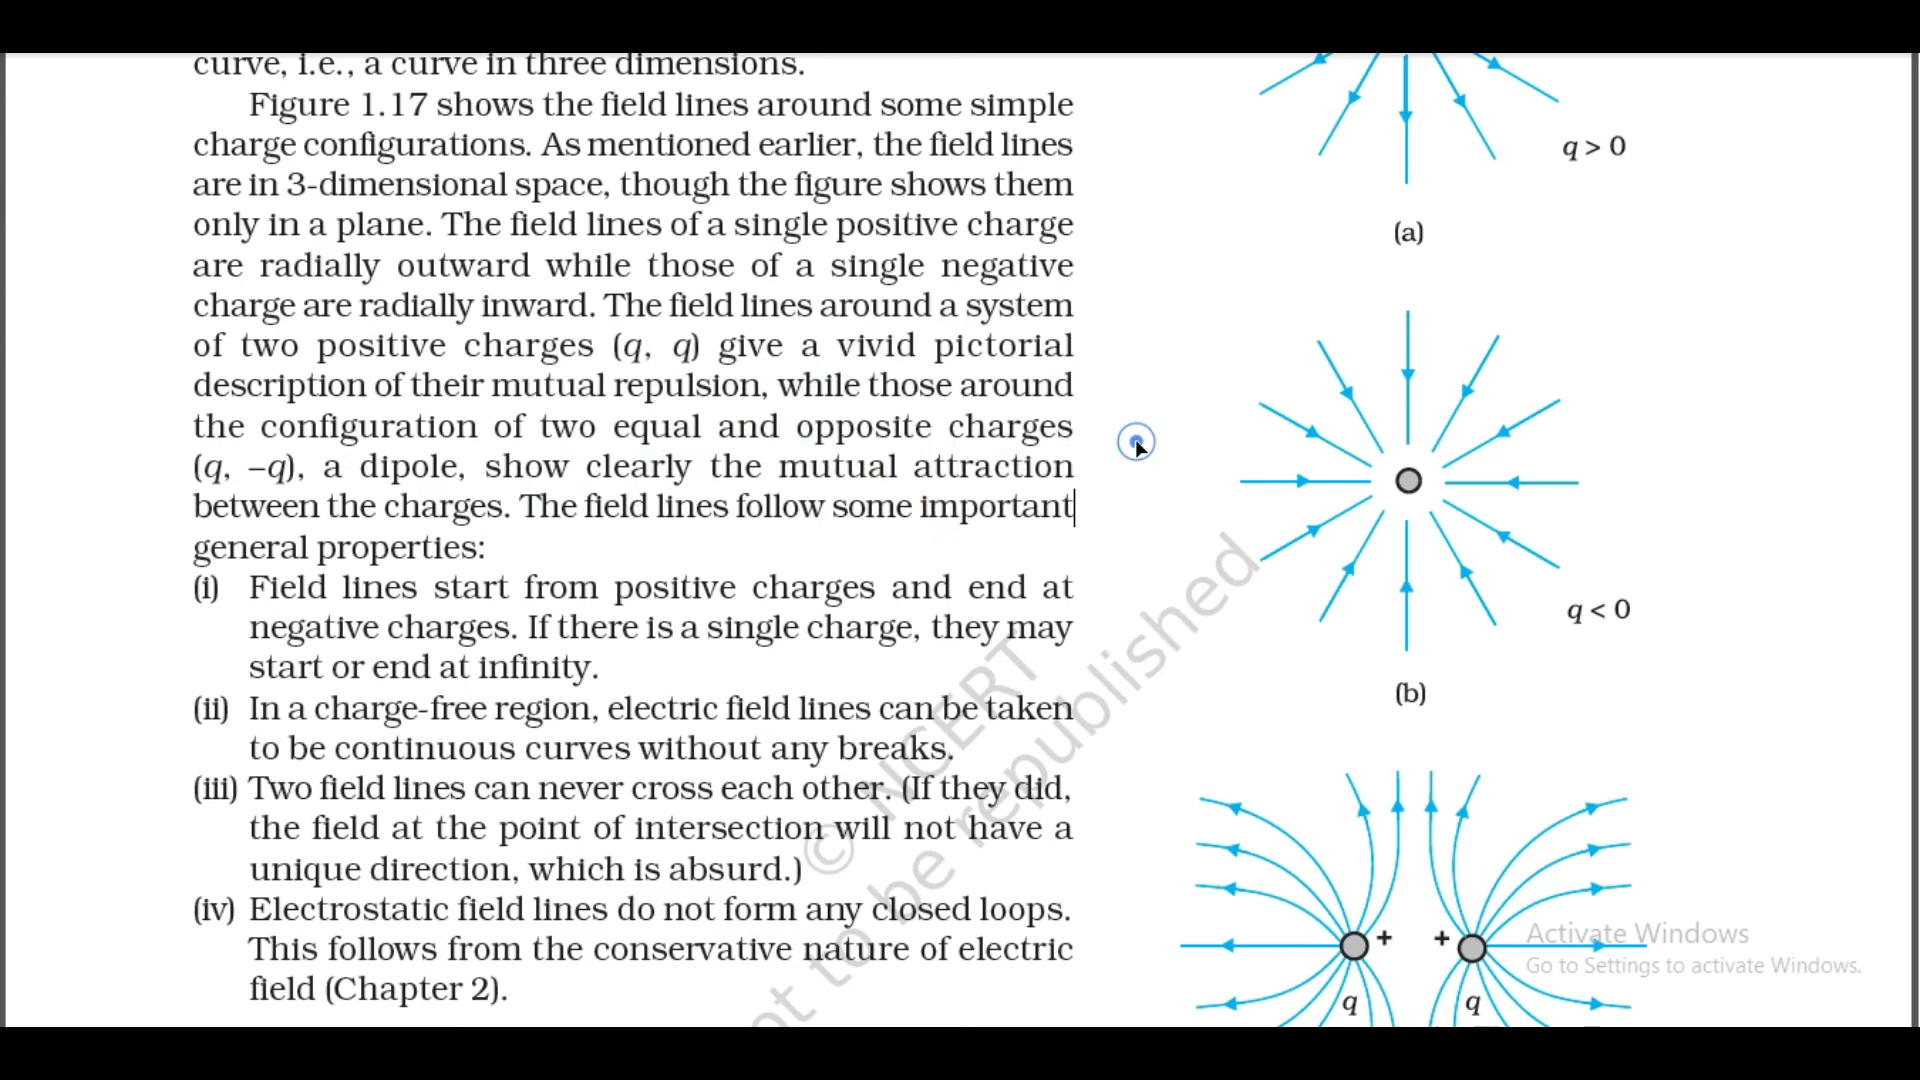 curve, i.e., a curve in three dimensions.
Figure 1.17 shows the field lines around some simple
charge configurations. As mentioned earlier, the field lines
are in 3-dimensional space, though the figure shows them
only in a plane. The field lines of a single positive charge
are radially outward while those of a single negative
charge are radially inward. The field lines around a system
of two positive charges (q, q) give a vivid pictorial
description of their mutual repulsion, while those around
the configuration of two equal and opposite charges
(q, –q), a dipole, show clearly the mutual attraction
between the charges. The field lines follow some important
general properties:
(i) Field lines start from positive charges and end at
negative charges. If there is a single charge, they may
start or end at infinity.
(ii) In a charge-free region, electric field lines can be taken
to be continuous curves without any breaks.
(iii) Two field lines can never cross each other. (If they did,
the field at the point of intersection will not have a
unique direction, which is absurd.)
(iv) Electrostatic field lines do not form any closed loops.
This follows from the conservative nature of electric
field (Chapter 2).
© NCERT
not to be republished
q > 0
(a)
q < 0
(b)
+ +
q q
Activate Windows
Go to Settings to activate Windows.